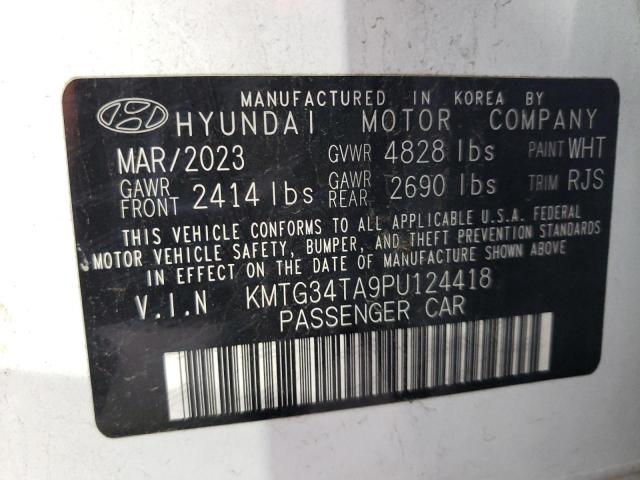 MANUFACTURED IN KOREA BY
HYUNDAI MOTOR COMPANY
MAR/2023 GVWR 4828 lbs PAINT WHT
GAWR FRONT 2414 lbs GAWR REAR 2690 lbs TRIM RJS
THIS VEHICLE CONFORMS TO ALL APPLICABLE U.S.A. FEDERAL
MOTOR VEHICLE SAFETY, BUMPER, AND THEFT PREVENTION STANDARDS
IN EFFECT ON THE DATE OF MANUFACTURE SHOWN ABOVE
V.I.N KMTG34TA9PU124418
PASSENGER CAR